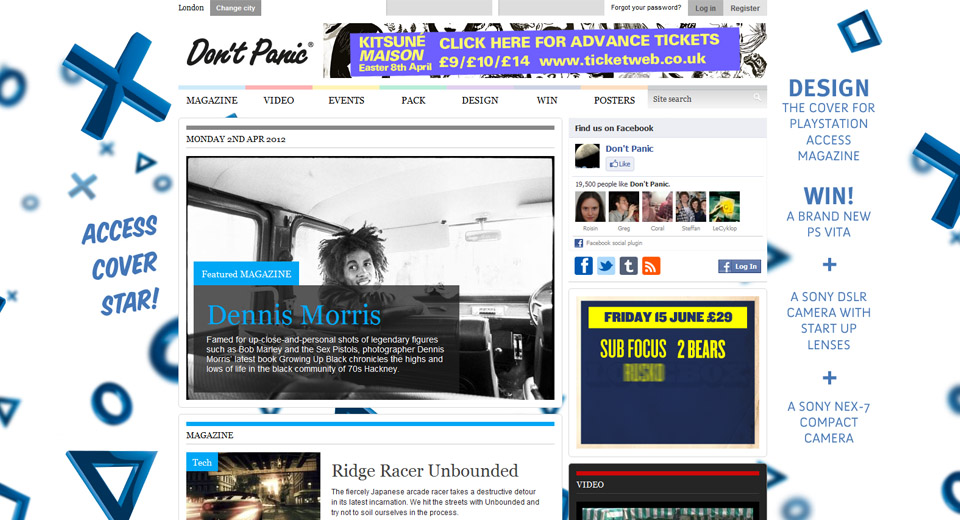 London
Change city
Forgot your password?
Log in
Register
Don't Panic®
KITSUNE
MAISON
Easter 8th April
CLICK HERE FOR ADVANCE TICKETS
£9/£10/£14 www.ticketweb.co.uk
MAGAZINE
VIDEO
EVENTS
PACK
DESIGN
WIN
POSTERS
Site search
ACCESS
COVER
STAR!
MONDAY 2ND APR 2012
Featured MAGAZINE
Dennis Morris
Famed for up-close-and-personal shots of legendary figures
such as Bob Marley and the Sex Pistols, photographer Dennis
Morris' latest book Growing Up Black chronicles the highs and
lows of life in the black community of 70s Hackney.
MAGAZINE
Tech
Ridge Racer Unbounded
The fiercely Japanese arcade racer takes a destructive detour
in its latest incarnation. We hit the streets with Unbounded and
try not to soil ourselves in the process.
Find us on Facebook
Don't Panic
Like
19,500 people like Don't Panic.
Roisin
Greg
Coral
Steffan
LeCyklop
Facebook social plugin
Log In
FRIDAY 15 JUNE £29
SUB FOCUS 2 BEARS
RUSKO
VIDEO
DESIGN
THE COVER FOR
PLAYSTATION
ACCESS
MAGAZINE
WIN!
A BRAND NEW
PS VITA
+
A SONY DSLR
CAMERA WITH
START UP
LENSES
+
A SONY NEX-7
COMPACT
CAMERA